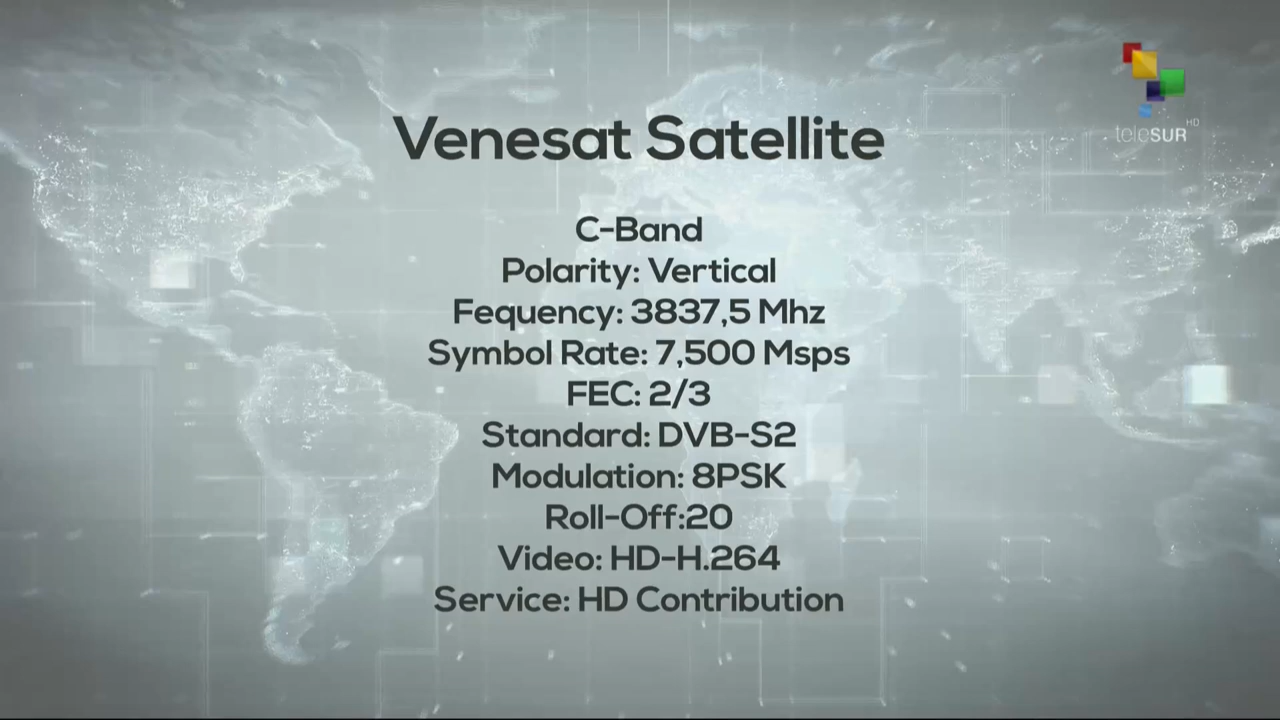 teleSUR HD
Venesat Satellite
C-Band
Polarity: Vertical
Fequency: 3837,5 Mhz
Symbol Rate: 7,500 Msps
FEC: 2/3
Standard: DVB-S2
Modulation: 8PSK
Roll-Off:20
Video: HD-H.264
Service: HD Contribution